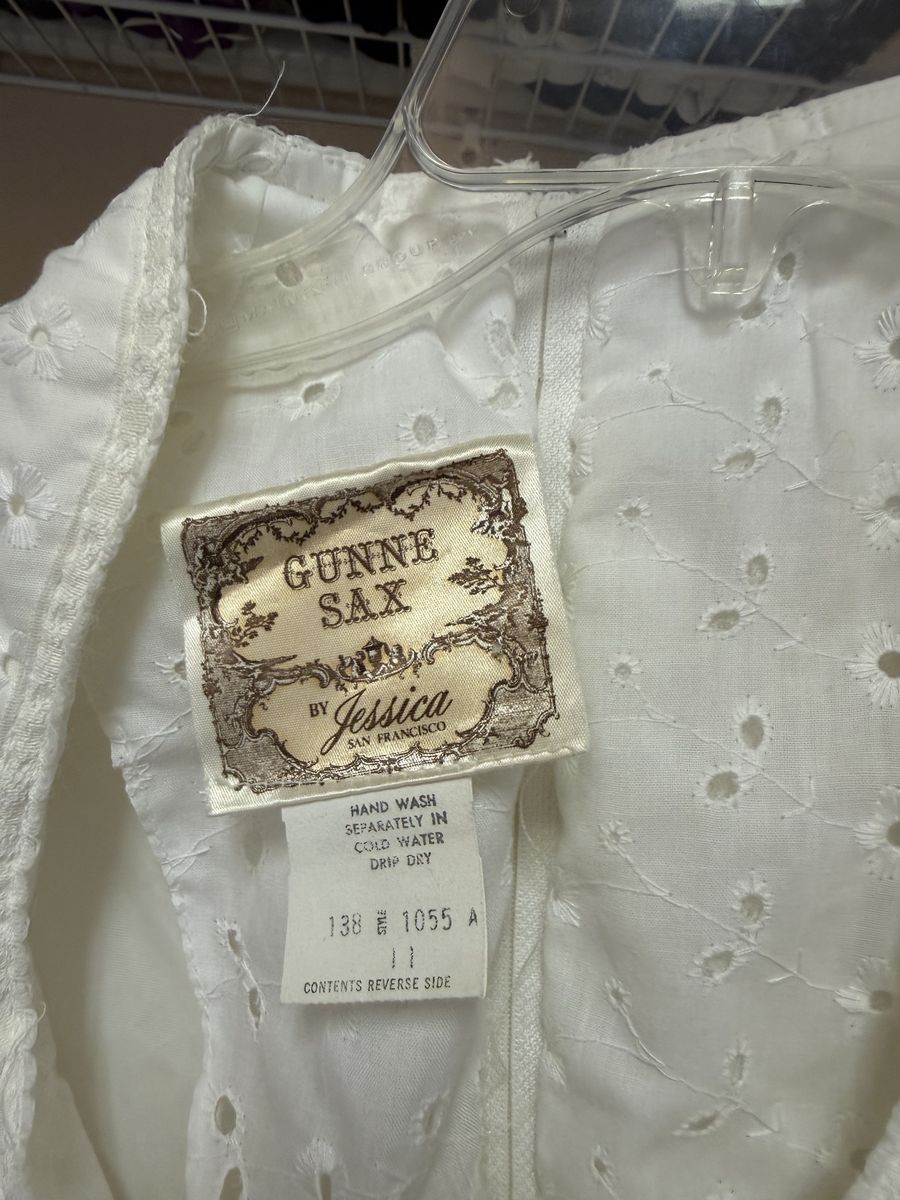 GUNNE
SAX
BY Jessica
SAN FRANCISCO
HAND WASH
SEPARATELY IN
COLD WATER
DRIP DRY
138 STYLE 1055 A
11
CONTENTS REVERSE SIDE